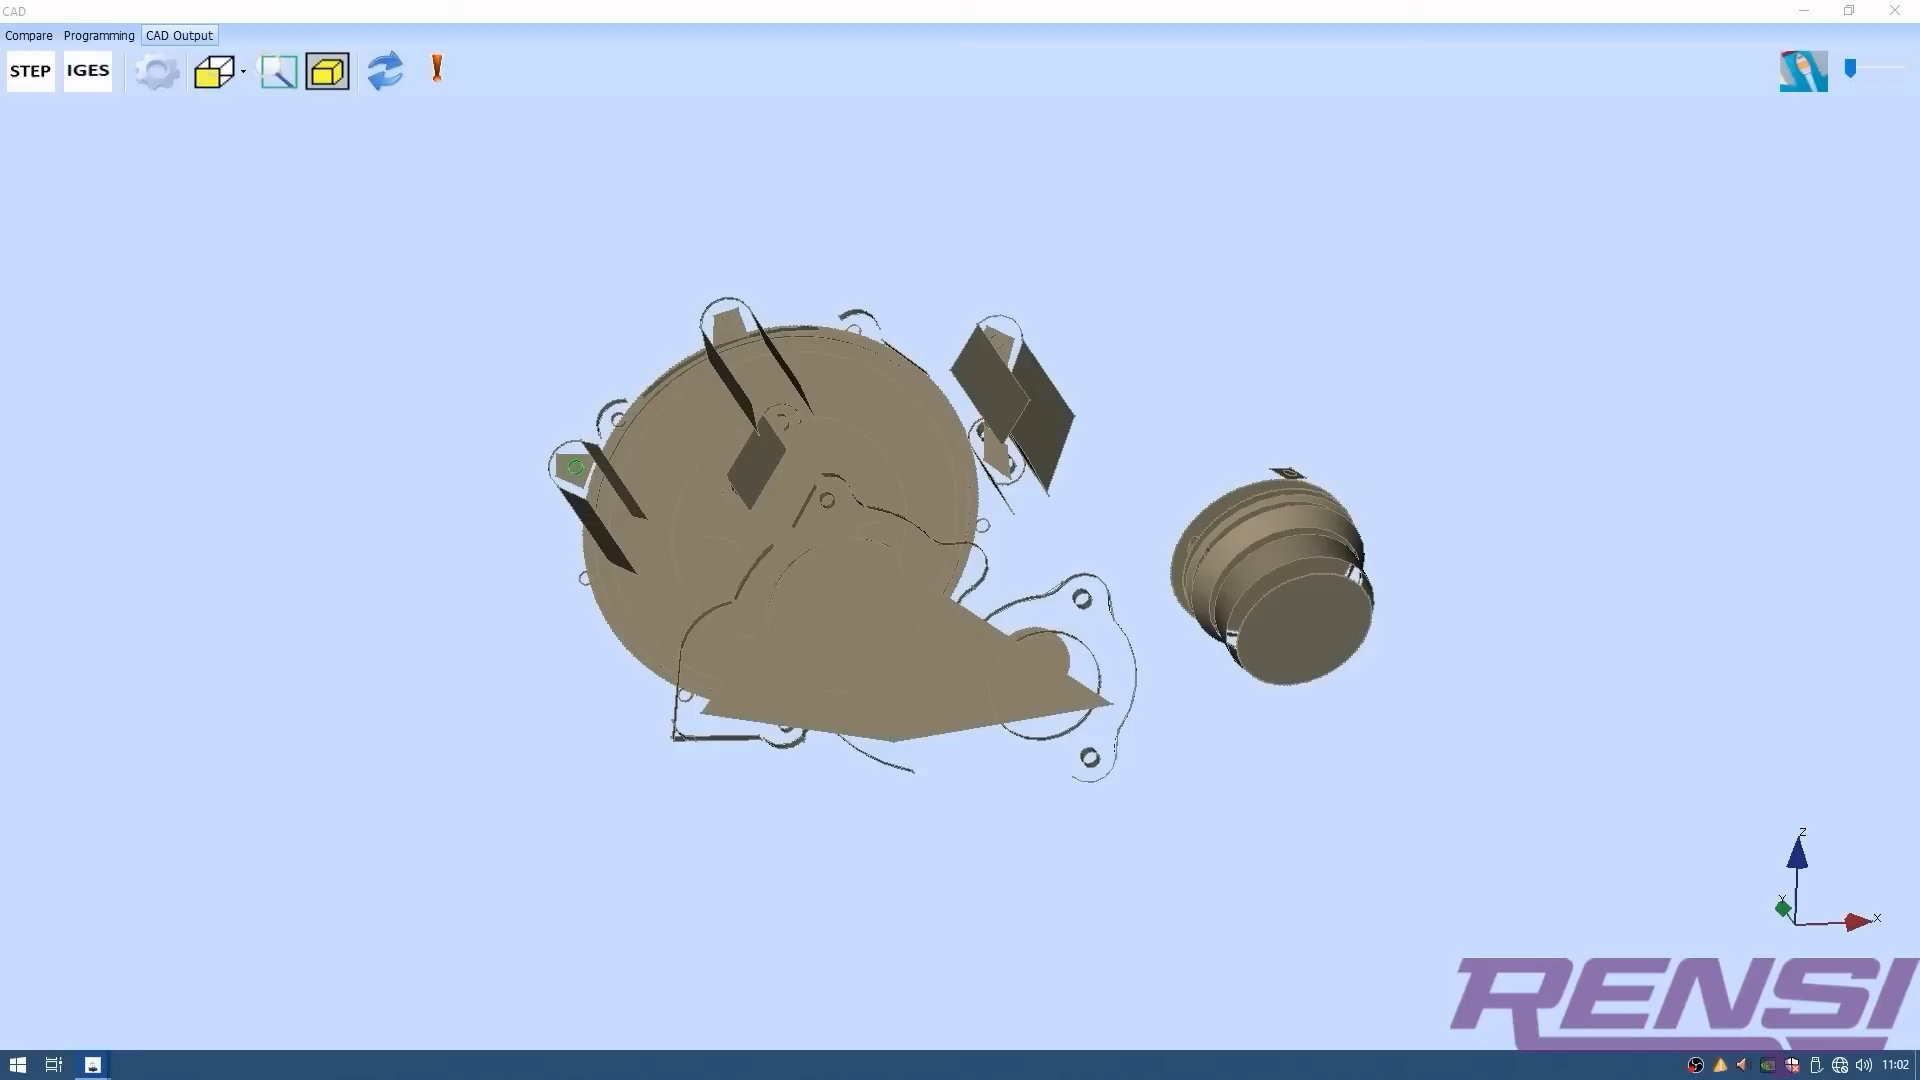 CAD
Compare Programming CAD Output
STEP IGES
Z
Y
X
RENSI
11:02